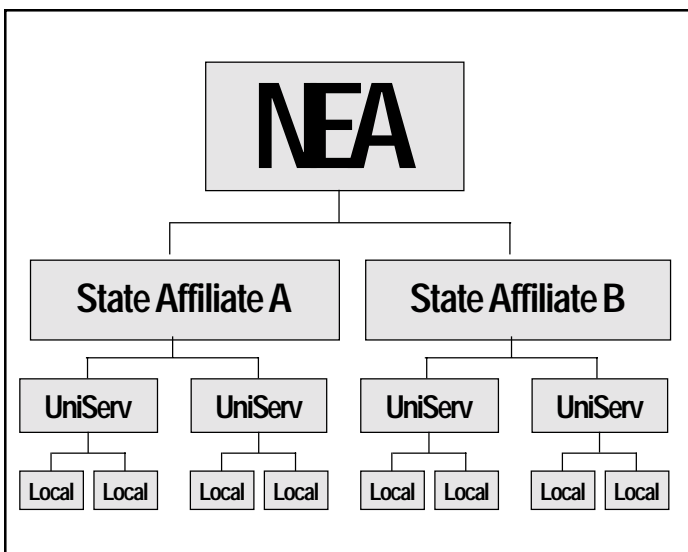 NEA
State Affiliate A State Affiliate B
UniServ UniServ UniServ UniServ
Local Local Local Local Local Local Local Local